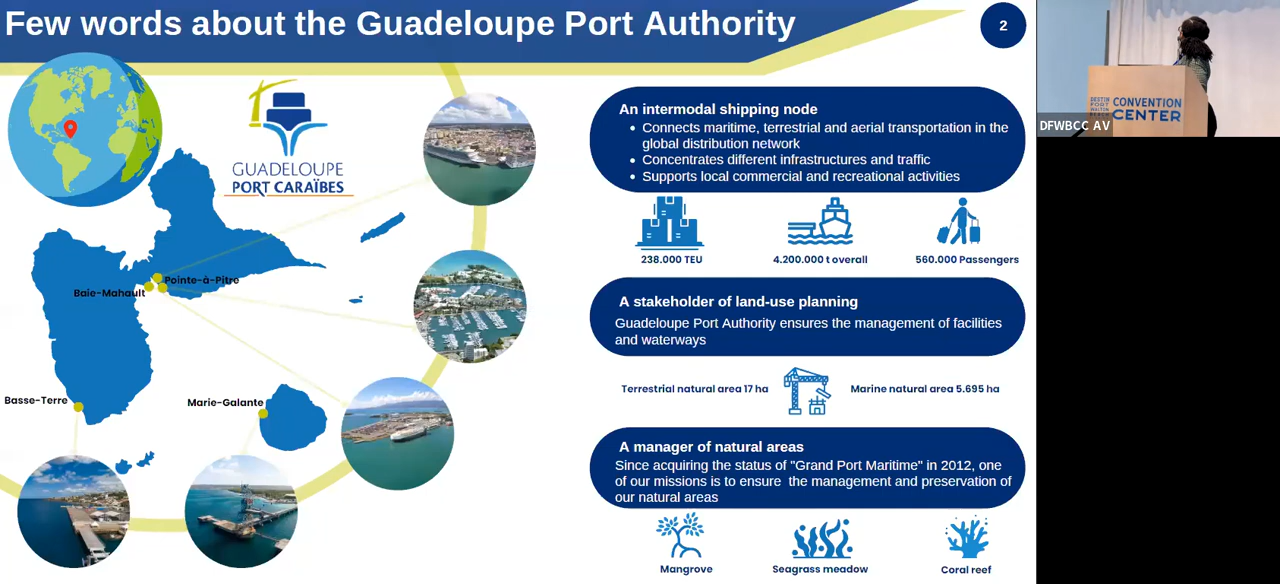 Few words about the Guadeloupe Port Authority
2
GUADELOUPE
PORT CARAÏBES
Pointe-à-Pitre
Baie-Mahault
Basse-Terre
Marie-Galante
An intermodal shipping node
• Connects maritime, terrestrial and aerial transportation in the
global distribution network
• Concentrates different infrastructures and traffic
• Supports local commercial and recreational activities
238.000 TEU
4.200.000 t overall
560.000 Passengers
A stakeholder of land-use planning
Guadeloupe Port Authority ensures the management of facilities
and waterways
Terrestrial natural area 17 ha
Marine natural area 5.695 ha
A manager of natural areas
Since acquiring the status of "Grand Port Maritime" in 2012, one
of our missions is to ensure the management and preservation of
our natural areas
Mangrove
Seagrass meadow
Coral reef
DESTIN
FORT
WALTON
BEACH
CONVENTION
CENTER
DFWBCC AV